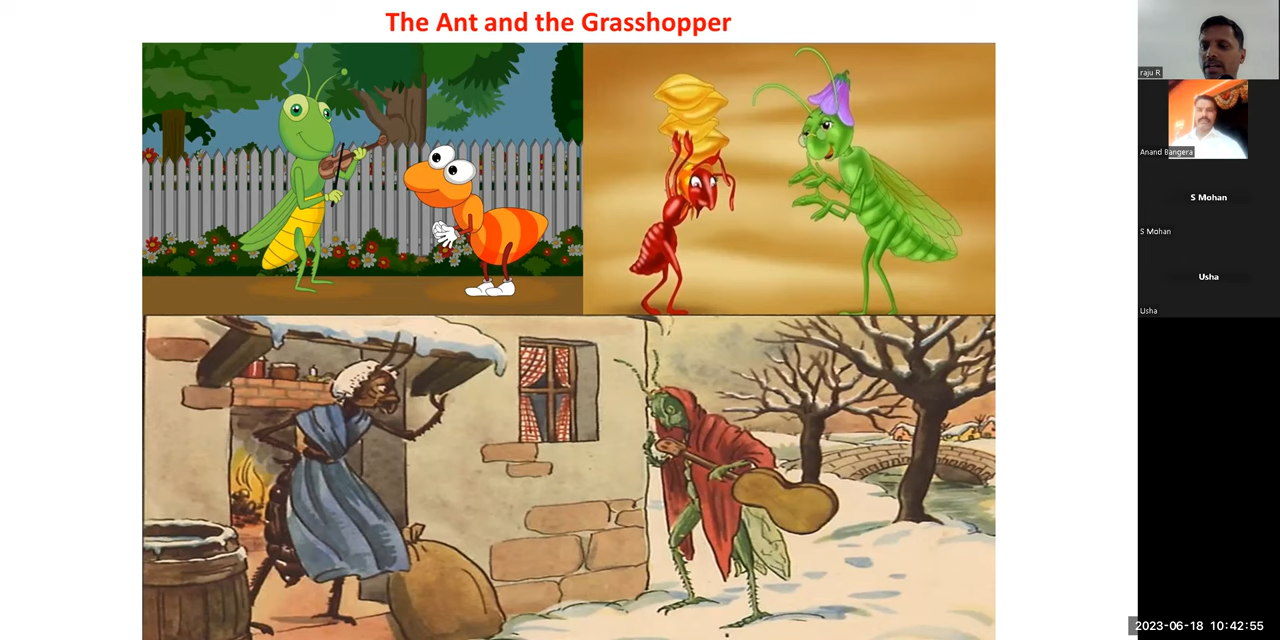 The Ant and the Grasshopper
raju R
Anand Bangera
S Mohan
S Mohan
Usha
Usha
2023-06-18 10:42:55